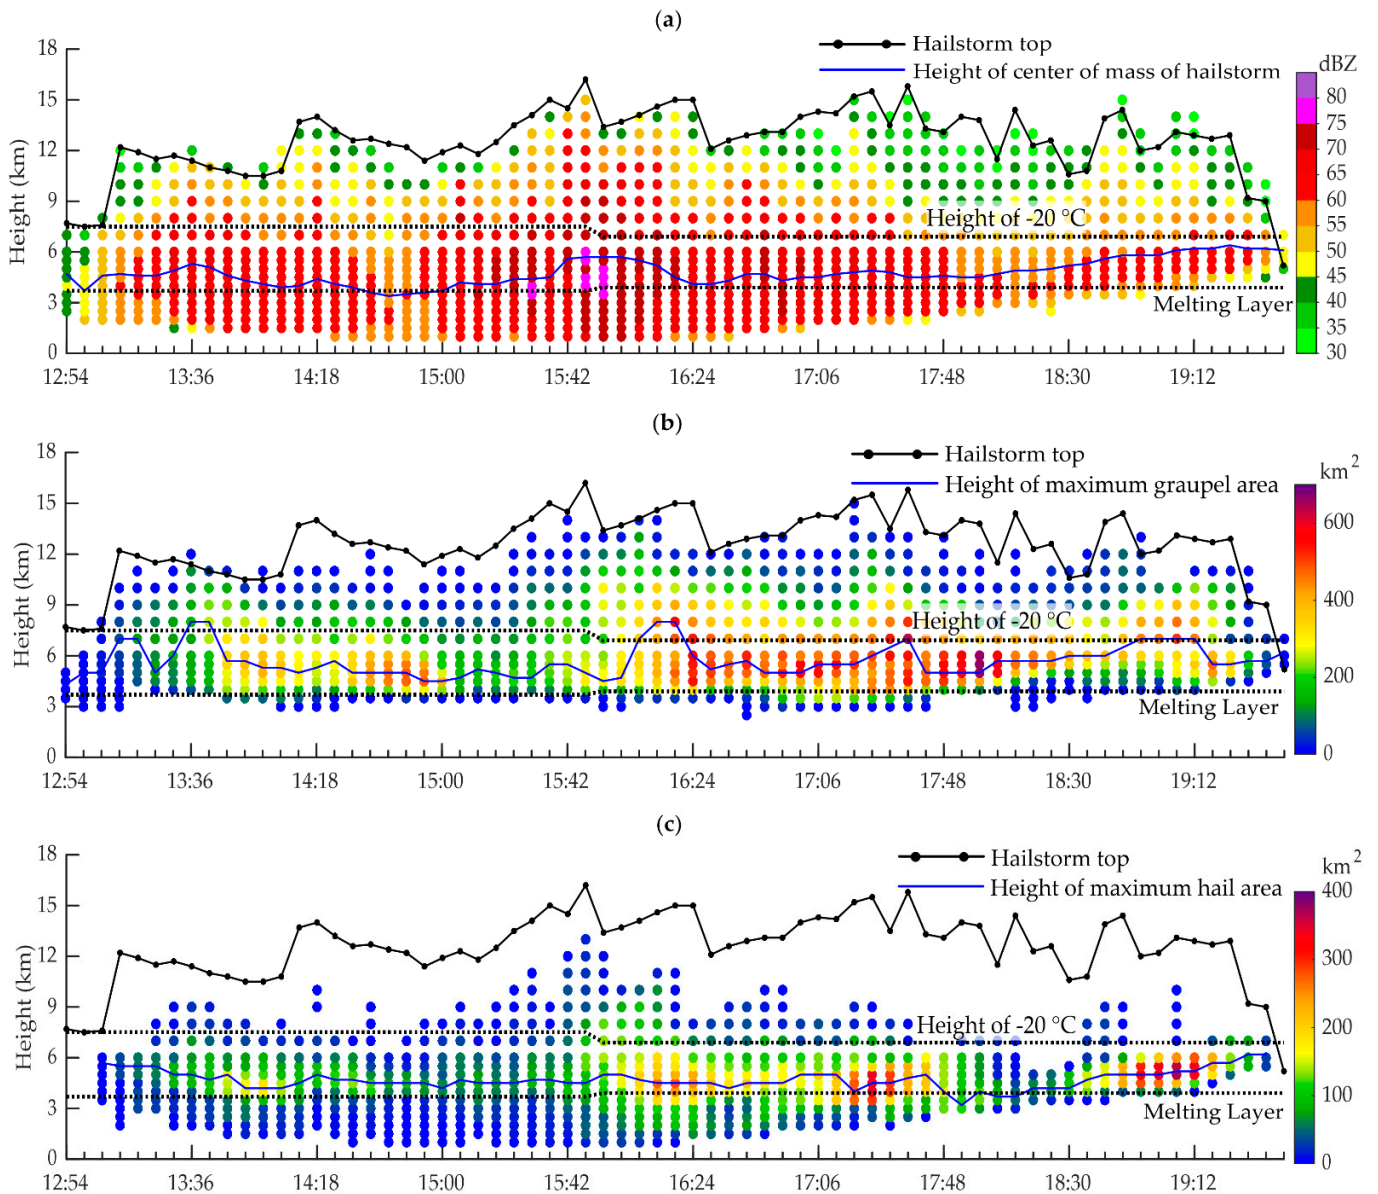 (a)
18
15
12
9
6
3
0
Height (km)
Hailstorm top
Height of center of mass of hailstorm
Height of -20 °C
Melting Layer
dBZ
80
75
70
65
60
55
50
45
40
35
30
12:54 13:36 14:18 15:00 15:42 16:24 17:06 17:48 18:30 19:12
(b)
18
15
12
9
6
3
0
Height (km)
Hailstorm top
Height of maximum graupel area
Height of -20 °C
Melting Layer
km2
600
400
200
0
12:54 13:36 14:18 15:00 15:42 16:24 17:06 17:48 18:30 19:12
(c)
18
15
12
9
6
3
0
Height (km)
Hailstorm top
Height of maximum hail area
Height of -20 °C
Melting Layer
km2
400
300
200
100
0
12:54 13:36 14:18 15:00 15:42 16:24 17:06 17:48 18:30 19:12